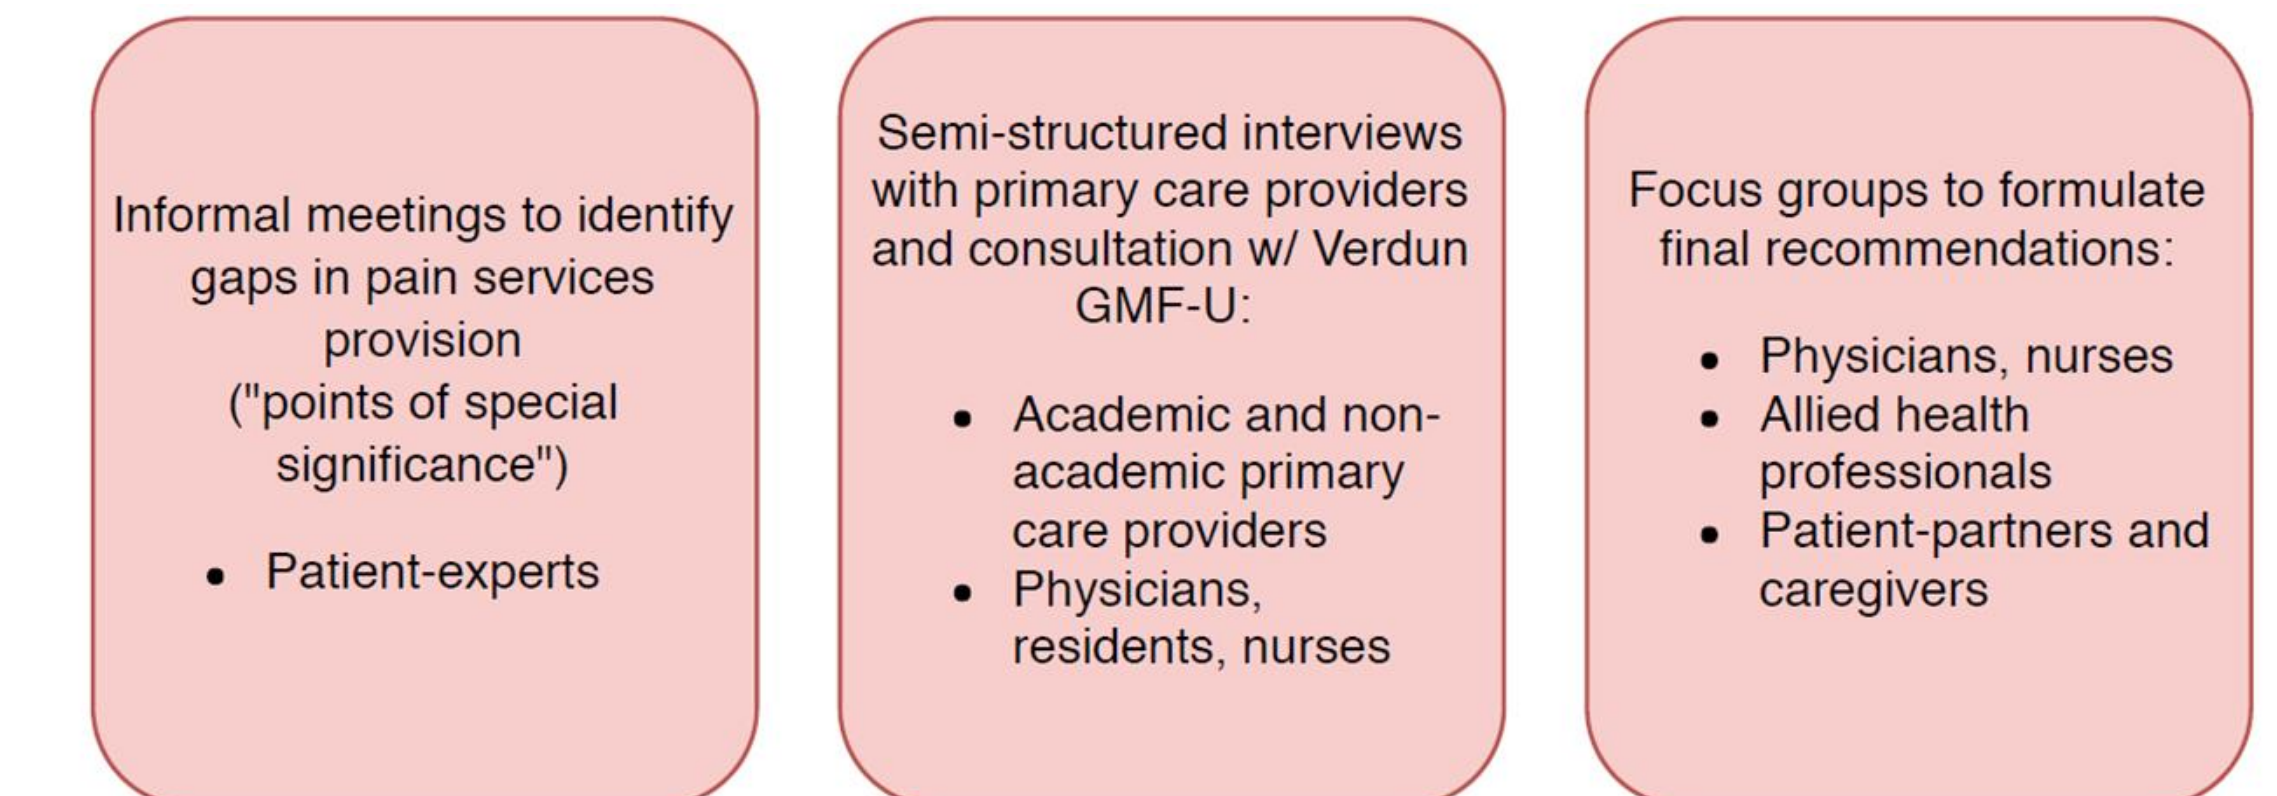 Informal meetings to identify
gaps in pain services
provision
("points of special
significance")
• Patient-experts
Semi-structured interviews
with primary care providers
and consultation w/ Verdun
GMF-U:
• Academic and non-
academic primary
care providers
• Physicians,
residents, nurses
Focus groups to formulate
final recommendations:
• Physicians, nurses
• Allied health
professionals
• Patient-partners and
caregivers